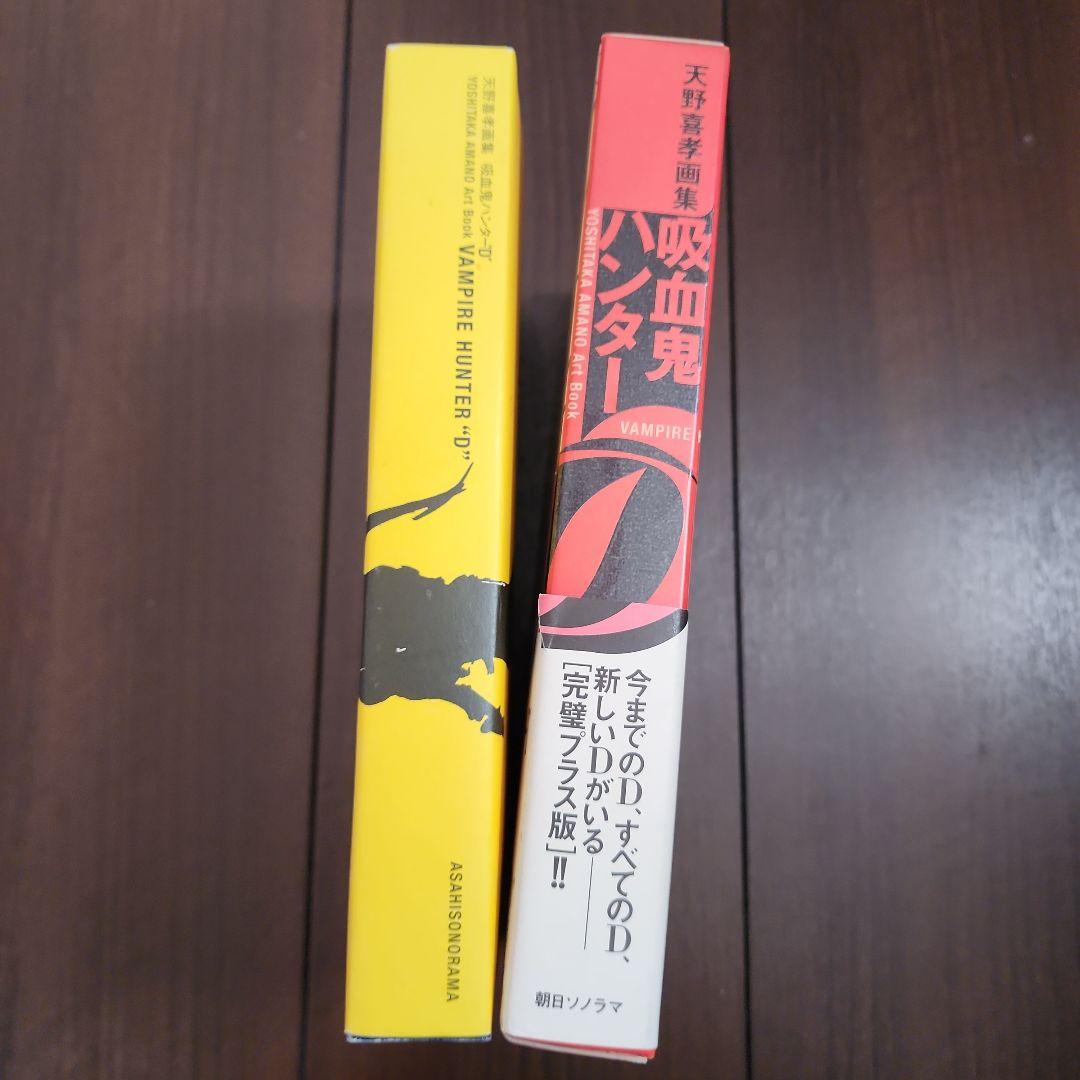 天野喜孝画集 吸血鬼ハンター"D"
YOSHITAKA AMANO Art Book VAMPIRE HUNTER “D”
ASAHISONORAMA
天野喜孝画集
吸血鬼
ハンター
YOSHITAKA AMANO Art Book
VAMPIRE
D
今までのD、すべてのD、
新しいDがいる——
[完璧プラス版]!!
朝日ソノラマ